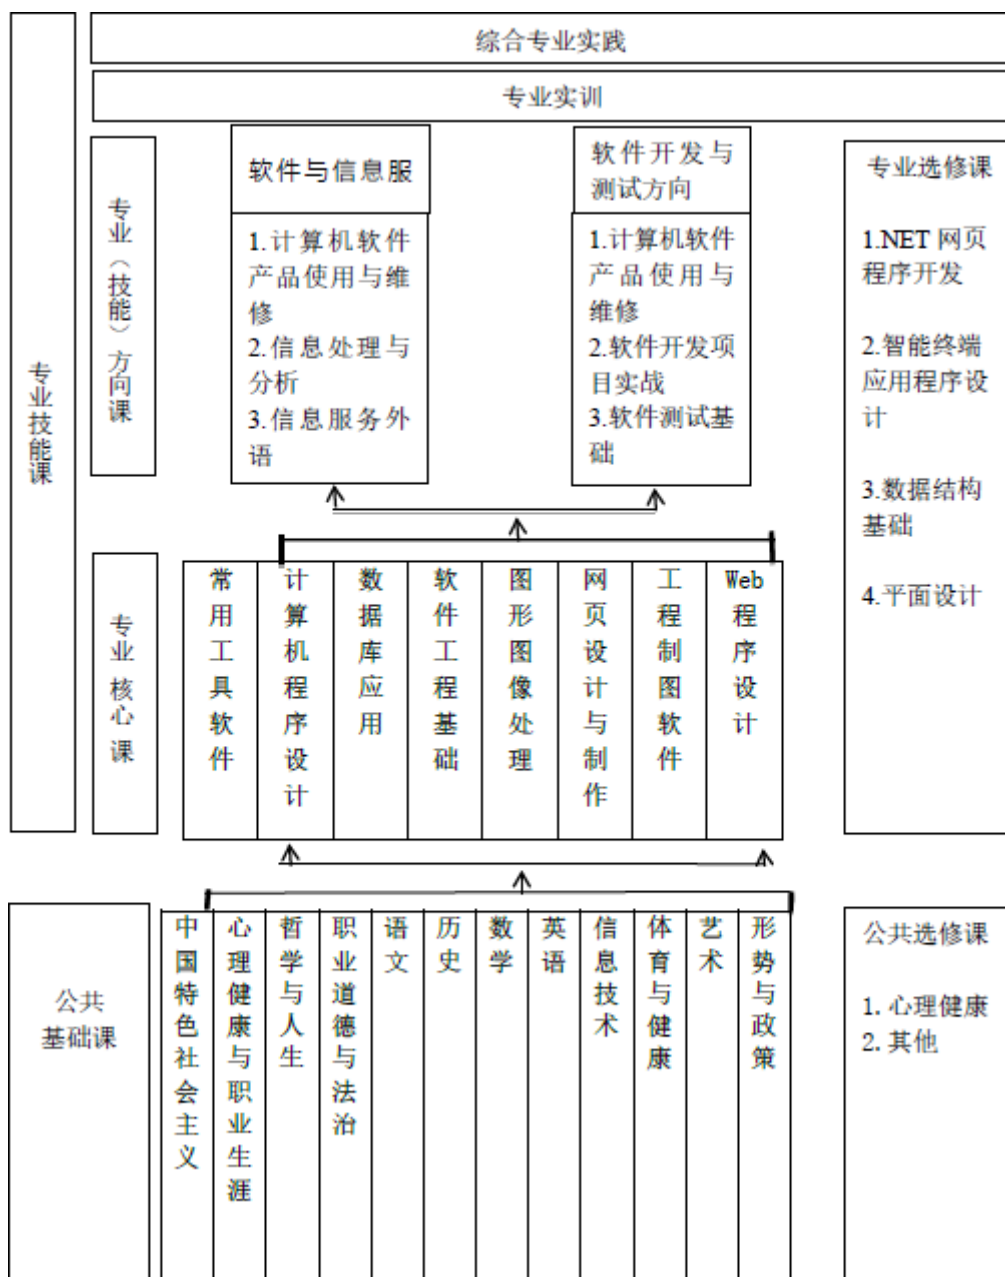 综合专业实践
专业实训
专业技能课
专业（技能）方向课
软件与信息服
1.计算机软件
产品使用与维
修
2.信息处理与
分析
3.信息服务外
语
软件开发与
测试方向
1.计算机软件
产品使用与
维修
2.软件开发项
目实战
3.软件测试基
础
专业选修课
1.NET 网页
程序开发
2.智能终端
应用程序设
计
3.数据结构
基础
4.平面设计
专业核心课
常用工具软件
计算机程序设计
数据库应用
软件工程基础
图形图像处理
网页设计与制作
工程制图软件
Web程序设计
公共
基础课
中国特色社会主义
心理健康与职业生涯
哲学与人生
职业道德与法治
语文
历史
数学
英语
信息技术
体育与健康
艺术
形势与政策
公共选修课
1. 心理健康
2. 其他